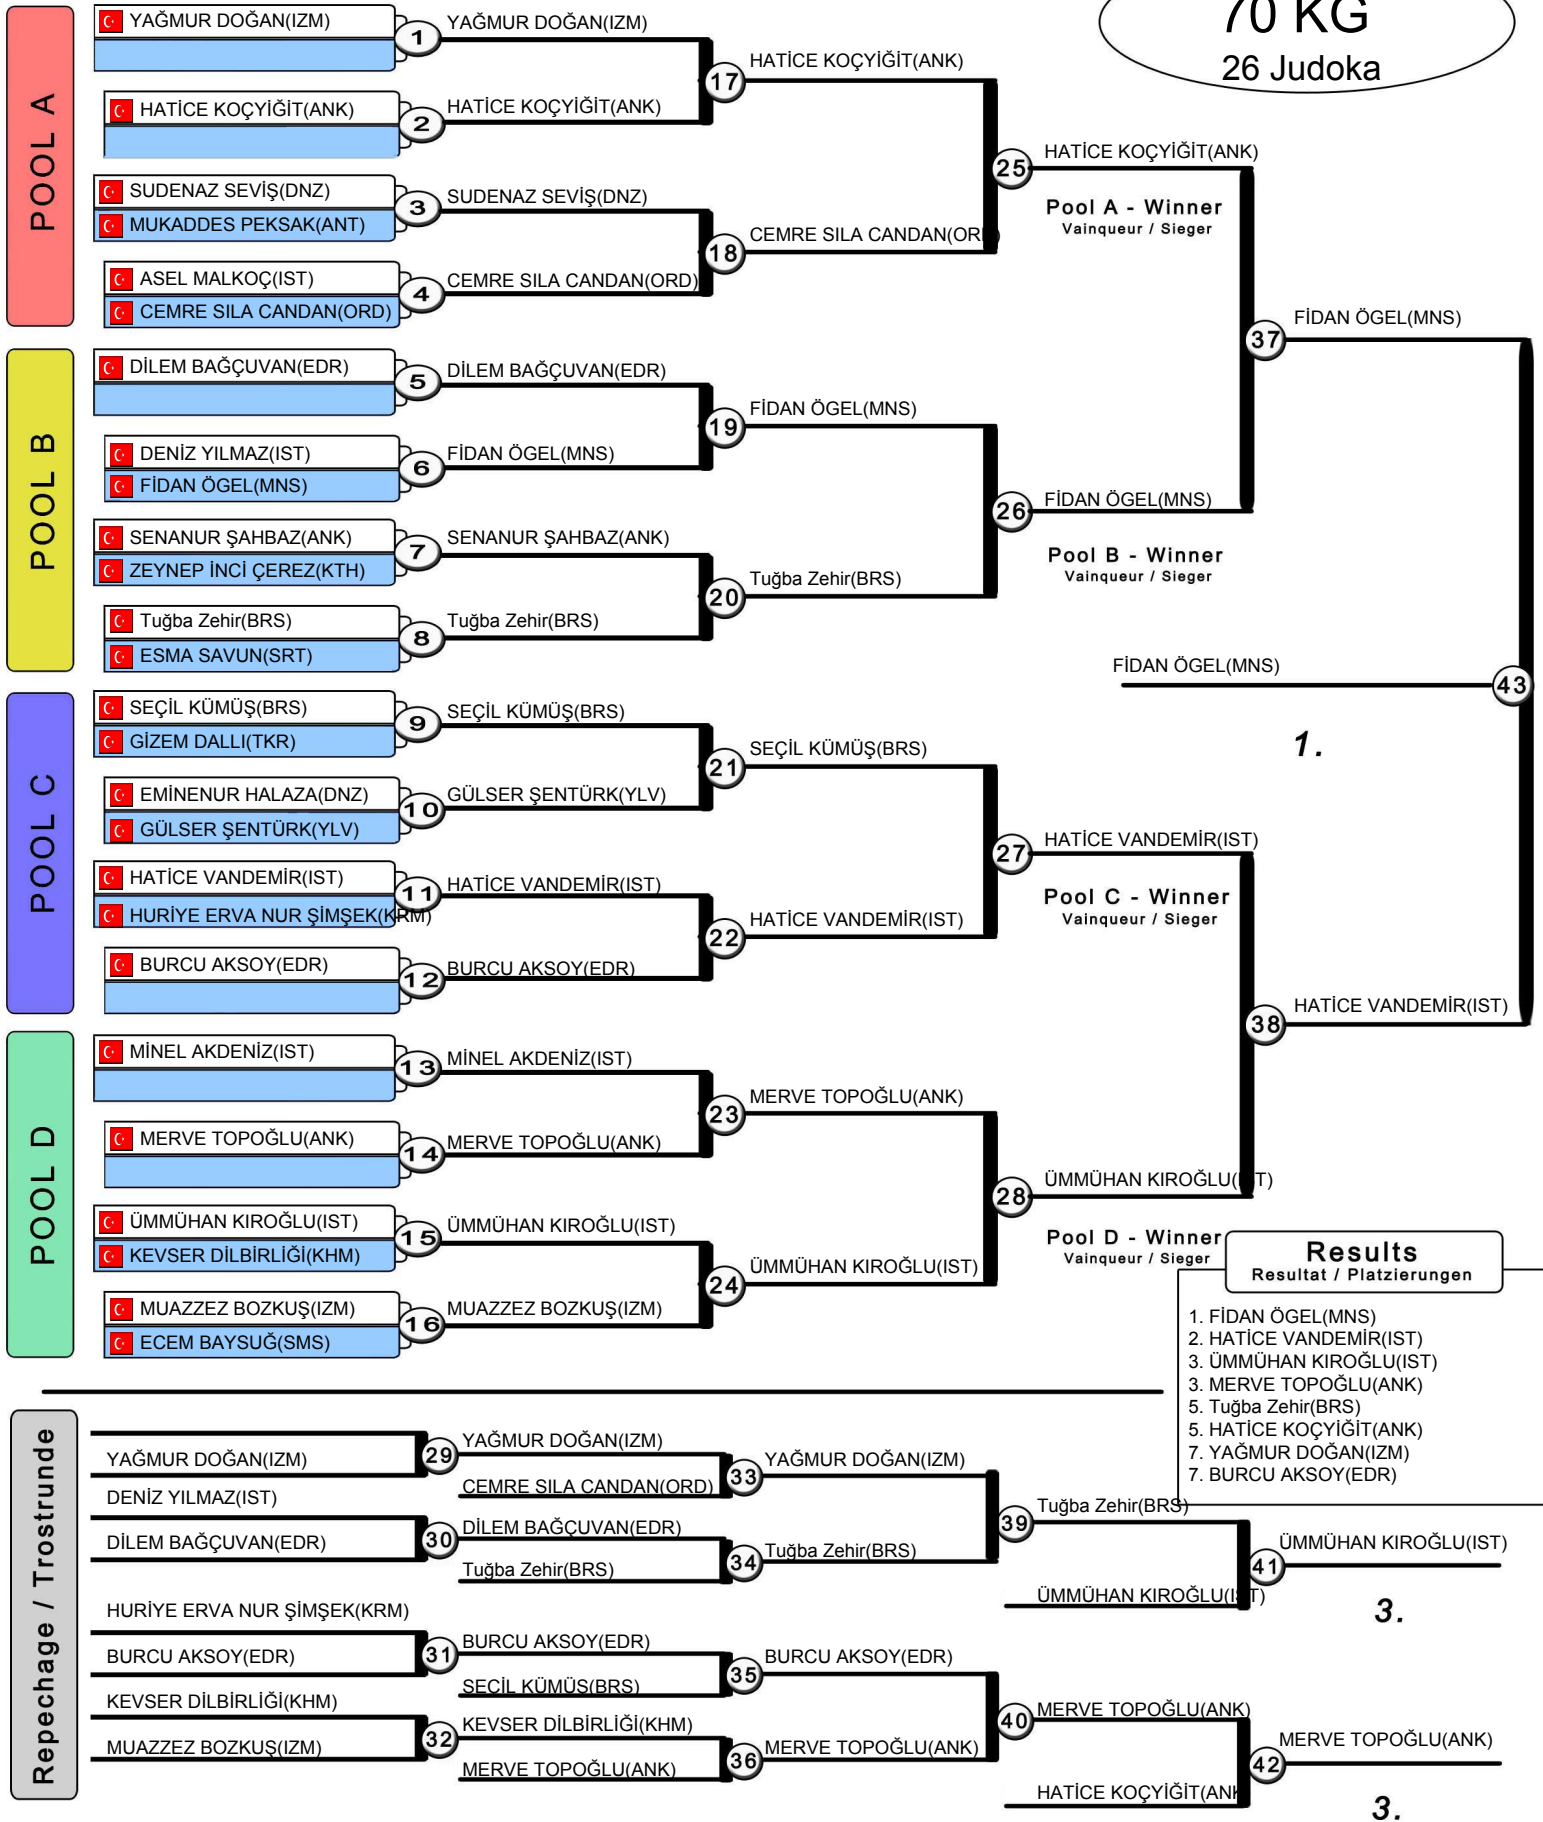 70 KG
26 Judoka
POOL A
YAĞMUR DOĞAN(IZM)
1
HATİCE KOÇYİĞİT(ANK)
2
SUDENAZ SEVİŞ(DNZ)
MUKADDES PEKSAK(ANT)
3
ASEL MALKOÇ(IST)
CEMRE SILA CANDAN(ORD)
4
YAĞMUR DOĞAN(IZM)
HATİCE KOÇYİĞİT(ANK)
17
SUDENAZ SEVİŞ(DNZ)
CEMRE SILA CANDAN(ORD)
18
HATİCE KOÇYİĞİT(ANK)
CEMRE SILA CANDAN(ORD)
25
HATİCE KOÇYİĞİT(ANK)
Pool A - Winner
Vainqueur / Sieger
POOL B
DİLEM BAĞÇUVAN(EDR)
5
DENİZ YILMAZ(IST)
FİDAN ÖGEL(MNS)
6
SENANUR ŞAHBAZ(ANK)
ZEYNEP İNCİ ÇEREZ(KTH)
7
Tuğba Zehir(BRS)
ESMA SAVUN(SRT)
8
DİLEM BAĞÇUVAN(EDR)
FİDAN ÖGEL(MNS)
19
SENANUR ŞAHBAZ(ANK)
Tuğba Zehir(BRS)
20
FİDAN ÖGEL(MNS)
Tuğba Zehir(BRS)
26
FİDAN ÖGEL(MNS)
Pool B - Winner
Vainqueur / Sieger
37
FİDAN ÖGEL(MNS)
POOL C
SEÇİL KÜMÜŞ(BRS)
GİZEM DALLI(TKR)
9
EMİNENUR HALAZA(DNZ)
GÜLSER ŞENTÜRK(YLV)
10
HATİCE VANDEMİR(IST)
HURİYE ERVA NUR ŞİMŞEK(KRM)
11
BURCU AKSOY(EDR)
12
SEÇİL KÜMÜŞ(BRS)
GÜLSER ŞENTÜRK(YLV)
21
HATİCE VANDEMİR(IST)
BURCU AKSOY(EDR)
22
SEÇİL KÜMÜŞ(BRS)
HATİCE VANDEMİR(IST)
27
HATİCE VANDEMİR(IST)
Pool C - Winner
Vainqueur / Sieger
POOL D
MİNEL AKDENİZ(IST)
13
MERVE TOPOĞLU(ANK)
14
ÜMMÜHAN KIROĞLU(IST)
KEVSER DİLBİRLİĞİ(KHM)
15
MUAZZEZ BOZKUŞ(IZM)
ECEM BAYSUĞ(SMS)
16
MİNEL AKDENİZ(IST)
MERVE TOPOĞLU(ANK)
23
ÜMMÜHAN KIROĞLU(IST)
MUAZZEZ BOZKUŞ(IZM)
24
MERVE TOPOĞLU(ANK)
ÜMMÜHAN KIROĞLU(IST)
28
ÜMMÜHAN KIROĞLU(IST)
Pool D - Winner
Vainqueur / Sieger
38
HATİCE VANDEMİR(IST)
43
FİDAN ÖGEL(MNS)
1.
Results
Resultat / Platzierungen
1. FİDAN ÖGEL(MNS)
2. HATİCE VANDEMİR(IST)
3. ÜMMÜHAN KIROĞLU(IST)
3. MERVE TOPOĞLU(ANK)
5. Tuğba Zehir(BRS)
5. HATİCE KOÇYİĞİT(ANK)
7. YAĞMUR DOĞAN(IZM)
7. BURCU AKSOY(EDR)
Repechage / Trostrunde
YAĞMUR DOĞAN(IZM)
29
DENİZ YILMAZ(IST)
DİLEM BAĞÇUVAN(EDR)
30
HURİYE ERVA NUR ŞİMŞEK(KRM)
BURCU AKSOY(EDR)
31
KEVSER DİLBİRLİĞİ(KHM)
MUAZZEZ BOZKUŞ(IZM)
32
YAĞMUR DOĞAN(IZM)
CEMRE SILA CANDAN(ORD)
33
DİLEM BAĞÇUVAN(EDR)
Tuğba Zehir(BRS)
34
BURCU AKSOY(EDR)
SEÇİL KÜMÜŞ(BRS)
35
KEVSER DİLBİRLİĞİ(KHM)
MERVE TOPOĞLU(ANK)
36
YAĞMUR DOĞAN(IZM)
Tuğba Zehir(BRS)
39
BURCU AKSOY(EDR)
MERVE TOPOĞLU(ANK)
40
Tuğba Zehir(BRS)
ÜMMÜHAN KIROĞLU(IST)
41
ÜMMÜHAN KIROĞLU(IST)
3.
MERVE TOPOĞLU(ANK)
HATİCE KOÇYİĞİT(ANK
42
MERVE TOPOĞLU(ANK)
3.